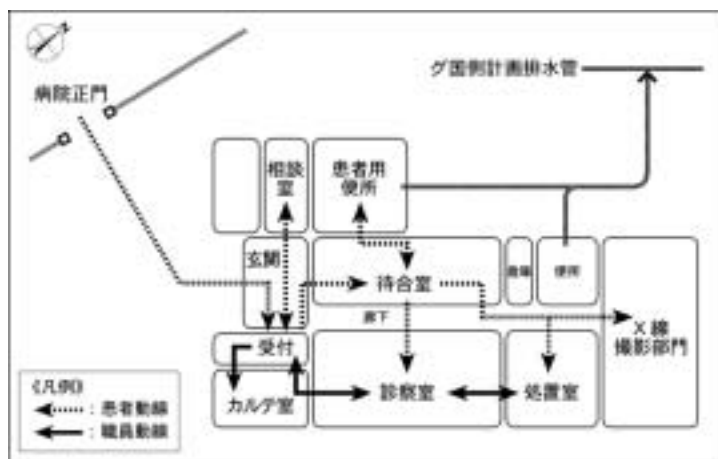 N
病院正門
グ国側計画排水管
相談
室
患者用
便所
玄関
待合室
便所
廊下
X線
撮影部門
受付
カルテ室
診察室
処置室
《凡例》
:患者動線
:職員動線